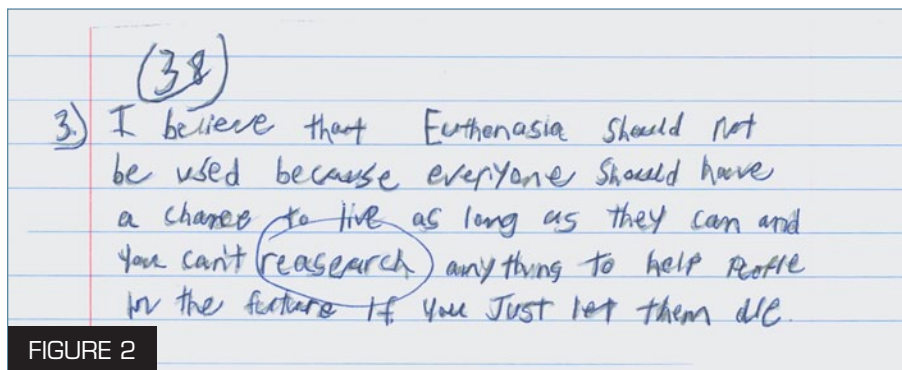 (38)
3.) I believe that Euthenasia should not
be used because everyone should have
a chance to live as long as they can and
you can't reasearch anything to help people
in the future if you Just let them die.
FIGURE 2